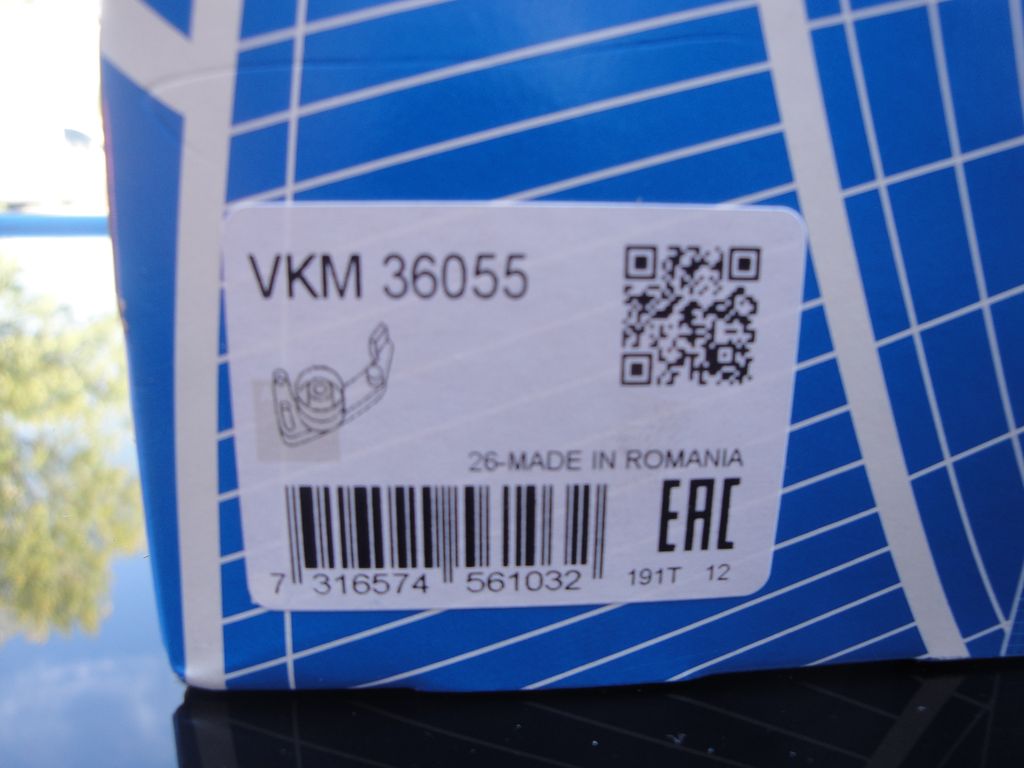 VKM 36055
26-MADE IN ROMANIA
EAC
7 316574 561032
191T 12